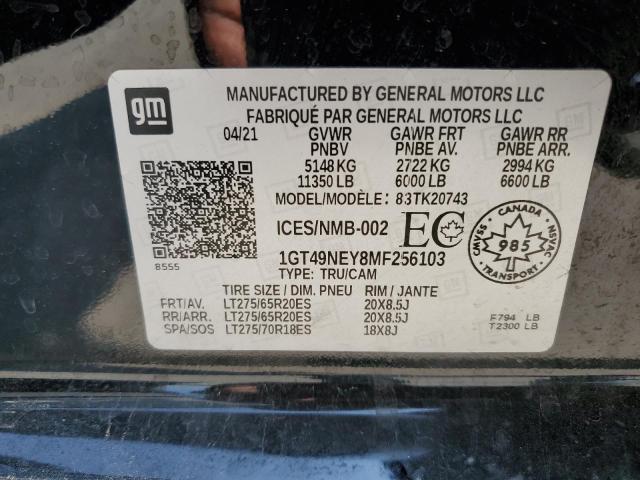 gm
MANUFACTURED BY GENERAL MOTORS LLC
FABRIQUÉ PAR GENERAL MOTORS LLC
04/21 GVWR GAWR FRT GAWR RR
PNBV PNBE AV. PNBE ARR.
5148 KG 2722 KG 2994 KG
11350 LB 6000 LB 6600 LB
MODEL/MODÈLE: 83TK20743
ICES/NMB-002 EC
CANADA
CMVSS 985 NSVAC
TRANSPORT
8555
1GT49NEY8MF256103
TYPE: TRU/CAM
TIRE SIZE / DIM. PNEU RIM / JANTE
FRT/AV. LT275/65R20ES 20X8.5J
RR/ARR. LT275/65R20ES 20X8.5J
SPA/SOS LT275/70R18ES 18X8J
F794 LB
T2300 LB